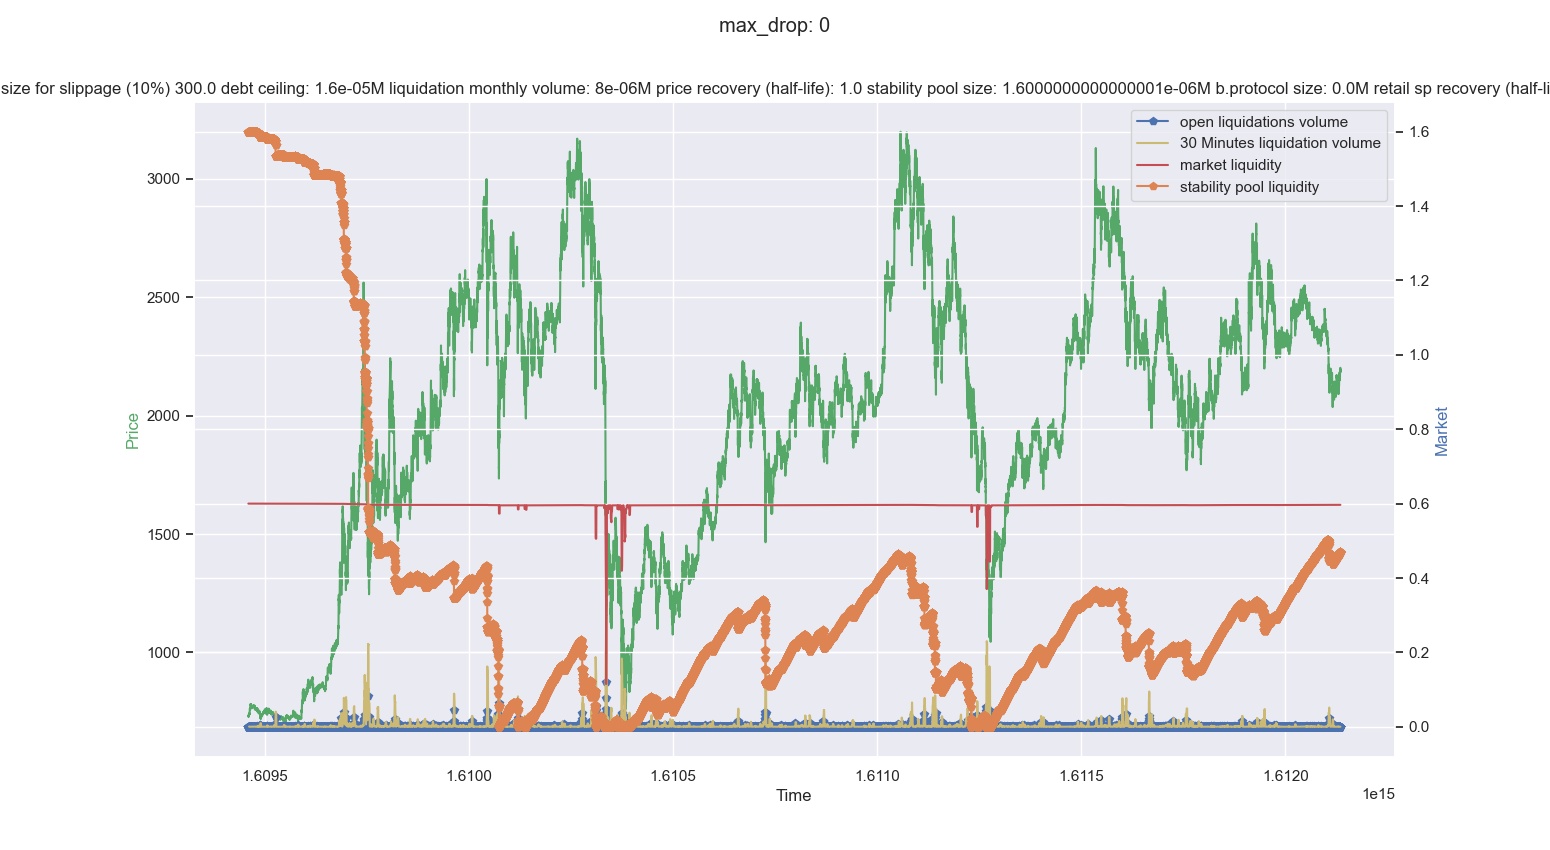 max_drop: 0
size for slippage (10%) 300.0 debt ceiling: 1.6e-05M liquidation monthly volume: 8e-06M price recovery (half-life): 1.0 stability pool size: 1.6000000000000001e-06M b.protocol size: 0.0M retail sp recovery (half-li
open liquidations volume
30 Minutes liquidation volume
market liquidity
stability pool liquidity
3000
2500
2000
1500
1000
Price
1.6
1.4
1.2
1.0
0.8
0.6
0.4
0.2
0.0
Market
1.6095 1.6100 1.6105 1.6110 1.6115 1.6120
Time
1e15